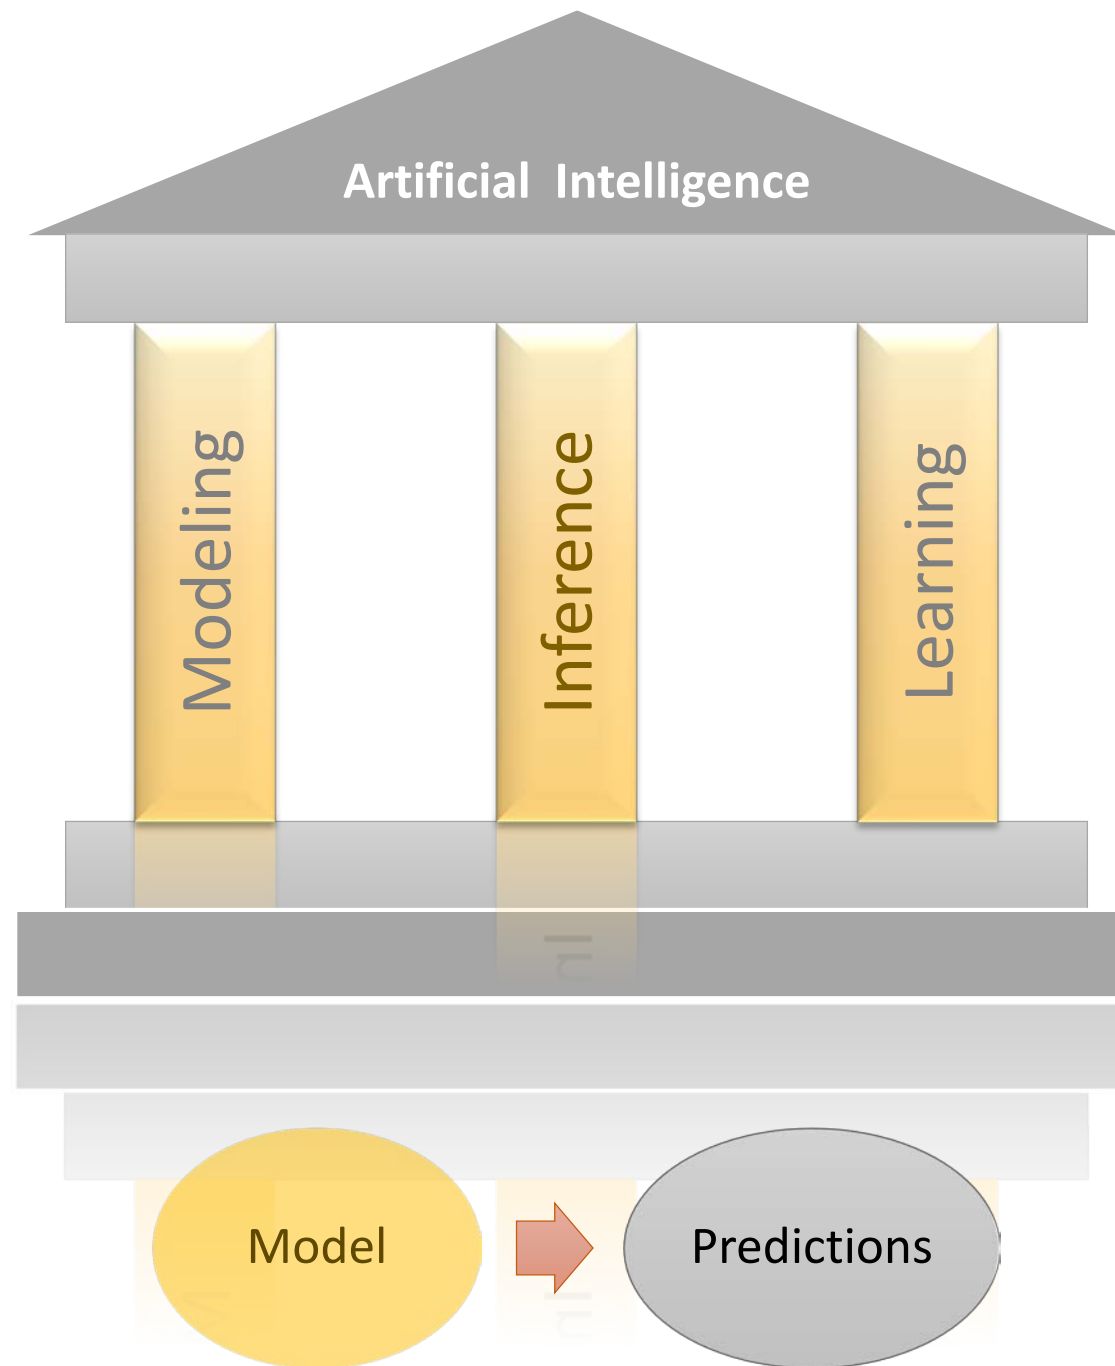 Artificial Intelligence
Modeling
Inference
Learning
Model
Predictions